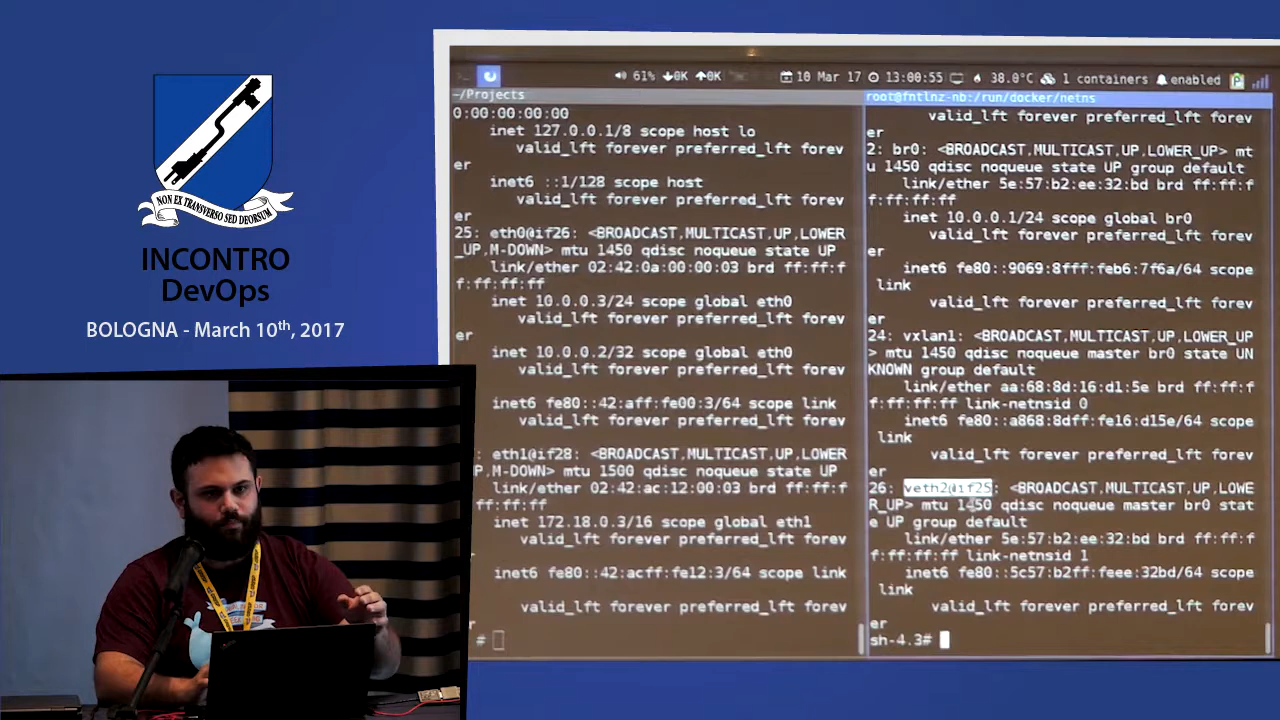 NON EX TRANSVERSO SED DEORSUM
INCONTRO
DevOps
BOLOGNA - March 10th, 2017
61% 0K 0K 10 Mar 17 13:00:55 38.0°C 1 containers enabled
~/Projects
0:00:00:00:00
inet 127.0.0.1/8 scope host lo
valid_lft forever preferred_lft forev
er
inet6 ::1/128 scope host
valid_lft forever preferred_lft forev
er
25: eth0@if26: <BROADCAST,MULTICAST,UP,LOWER
_UP,M-DOWN> mtu 1450 qdisc noqueue state UP
link/ether 02:42:0a:00:00:03 brd ff:ff:f
f:ff:ff:ff
inet 10.0.0.3/24 scope global eth0
valid_lft forever preferred_lft forev
er
inet 10.0.0.2/32 scope global eth0
valid_lft forever preferred_lft forev
er
inet6 fe80::42:aff:fe00:3/64 scope link
valid_lft forever preferred_lft forev
: eth1@if28: <BROADCAST,MULTICAST,UP,LOWER
P,M-DOWN> mtu 1500 qdisc noqueue state UP
link/ether 02:42:ac:12:00:03 brd ff:ff:f
ff:ff:ff
inet 172.18.0.3/16 scope global eth1
valid_lft forever preferred_lft forev
inet6 fe80::42:acff:fe12:3/64 scope link
valid_lft forever preferred_lft forev
r
#
root@fntlnz-nb:/run/docker/netns
valid_lft forever preferred_lft forev
er
2: br0: <BROADCAST,MULTICAST,UP,LOWER_UP> mt
u 1450 qdisc noqueue state UP group default
link/ether 5e:57:b2:ee:32:bd brd ff:ff:f
f:ff:ff:ff
inet 10.0.0.1/24 scope global br0
valid_lft forever preferred_lft forev
er
inet6 fe80::9069:8fff:feb6:7f6a/64 scope
link
valid_lft forever preferred_lft forev
er
24: vxlan1: <BROADCAST,MULTICAST,UP,LOWER_UP
> mtu 1450 qdisc noqueue master br0 state UN
KNOWN group default
link/ether aa:68:8d:16:d1:5e brd ff:ff:f
f:ff:ff:ff link-netnsid 0
inet6 fe80::a868:8dff:fe16:d15e/64 scope
link
valid_lft forever preferred_lft forev
er
26: veth2@if25: <BROADCAST,MULTICAST,UP,LOWE
R_UP> mtu 1450 qdisc noqueue master br0 stat
e UP group default
link/ether 5e:57:b2:ee:32:bd brd ff:ff:f
f:ff:ff:ff link-netnsid 1
inet6 fe80::5c57:b2ff:feee:32bd/64 scope
link
valid_lft forever preferred_lft forev
er
sh-4.3#